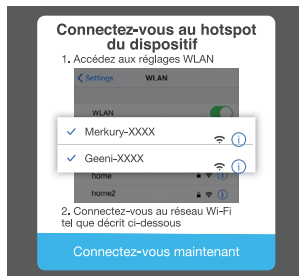 Connectez-vous au hotspot
du dispositif
1. Accédez aux réglages WLAN
Settings WLAN
WLAN
Merkury-XXXX
Geeni-XXXX
home
home2
2. Connectez-vous au réseau Wi-Fi
tel que décrit ci-dessous
Connectez-vous maintenant